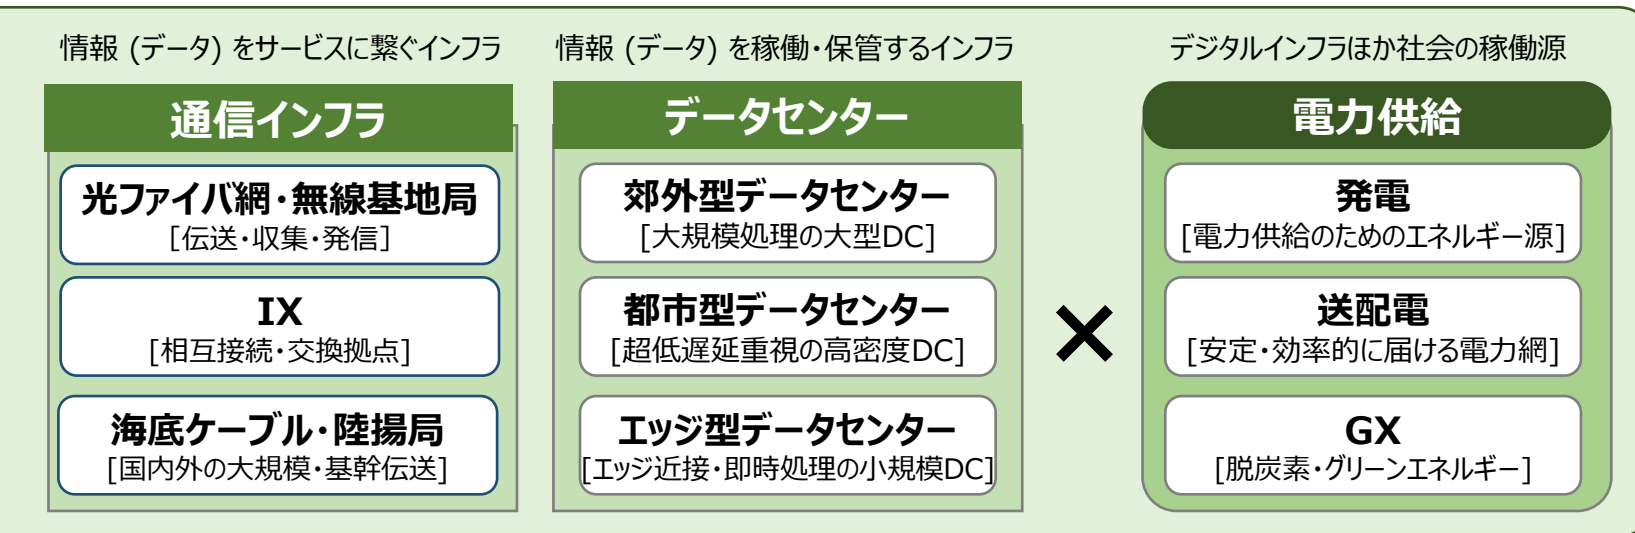 情報 (データ) をサービスに繋ぐインフラ
通信インフラ
光ファイバ網・無線基地局
[伝送・収集・発信]
IX
[相互接続・交換拠点]
海底ケーブル・陸揚局
[国内外の大規模・基幹伝送]
情報 (データ) を稼働・保管するインフラ
データセンター
郊外型データセンター
[大規模処理の大型DC]
都市型データセンター
[超低遅延重視の高密度DC]
エッジ型データセンター
[エッジ近接・即時処理の小規模DC]
×
デジタルインフラほか社会の稼働源
電力供給
発電
[電力供給のためのエネルギー源]
送配電
[安定・効率的に届ける電力網]
GX
[脱炭素・グリーンエネルギー]